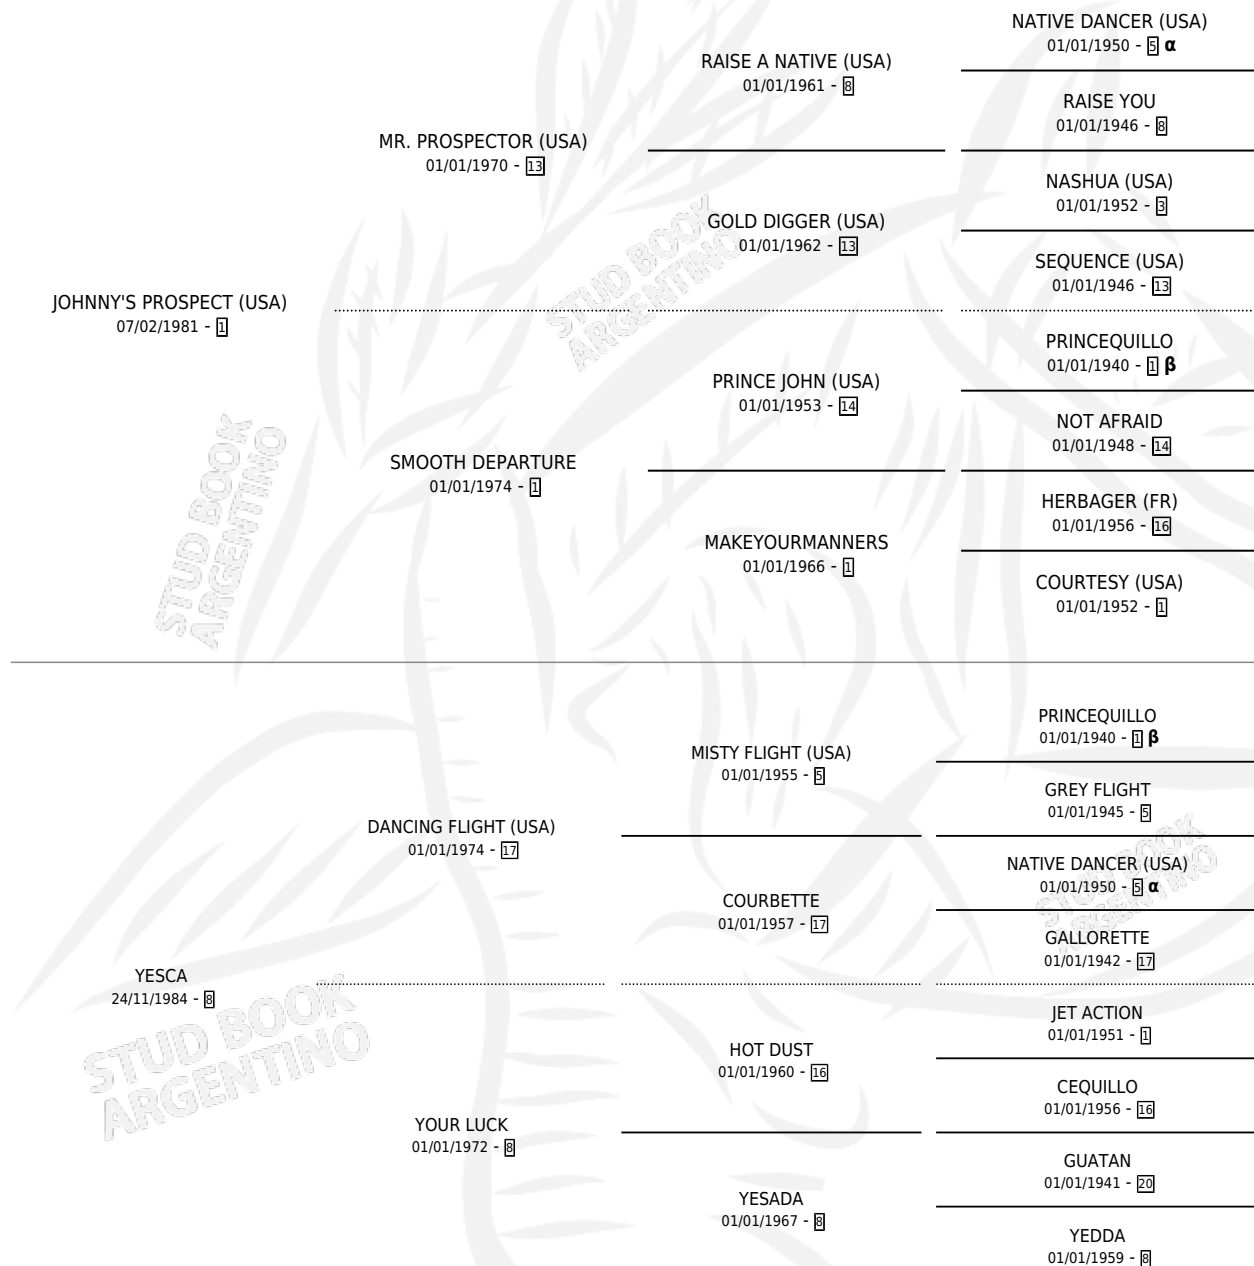 NATIVE DANCER (USA)
01/01/1950 - 5 α
RAISE A NATIVE (USA)
01/01/1961 - 8
RAISE YOU
01/01/1946 - 8
MR. PROSPECTOR (USA)
01/01/1970 - 13
NASHUA (USA)
01/01/1952 - 3
GOLD DIGGER (USA)
01/01/1962 - 13
SEQUENCE (USA)
01/01/1946 - 13
JOHNNY'S PROSPECT (USA)
07/02/1981 - 1
PRINCEQUILLO
01/01/1940 - 1 β
PRINCE JOHN (USA)
01/01/1953 - 14
NOT AFRAID
01/01/1948 - 14
SMOOTH DEPARTURE
01/01/1974 - 1
HERBAGER (FR)
01/01/1956 - 16
MAKEYOURMANNERS
01/01/1966 - 1
COURTESY (USA)
01/01/1952 - 1
PRINCEQUILLO
01/01/1940 - 1 β
MISTY FLIGHT (USA)
01/01/1955 - 5
GREY FLIGHT
01/01/1945 - 5
DANCING FLIGHT (USA)
01/01/1974 - 17
NATIVE DANCER (USA)
01/01/1950 - 5 α
COURBETTE
01/01/1957 - 17
GALLORETTE
01/01/1942 - 17
YESCA
24/11/1984 - 8
JET ACTION
01/01/1951 - 1
HOT DUST
01/01/1960 - 16
CEQUILLO
01/01/1956 - 16
YOUR LUCK
01/01/1972 - 8
GUATAN
01/01/1941 - 20
YESADA
01/01/1967 - 8
YEDDA
01/01/1959 - 8
STUD BOOK
ARGENTINO
STUD BOOK
ARGENTINO
STUD BOOK
ARGENTINO
STUD BOOK
ARGENTINO